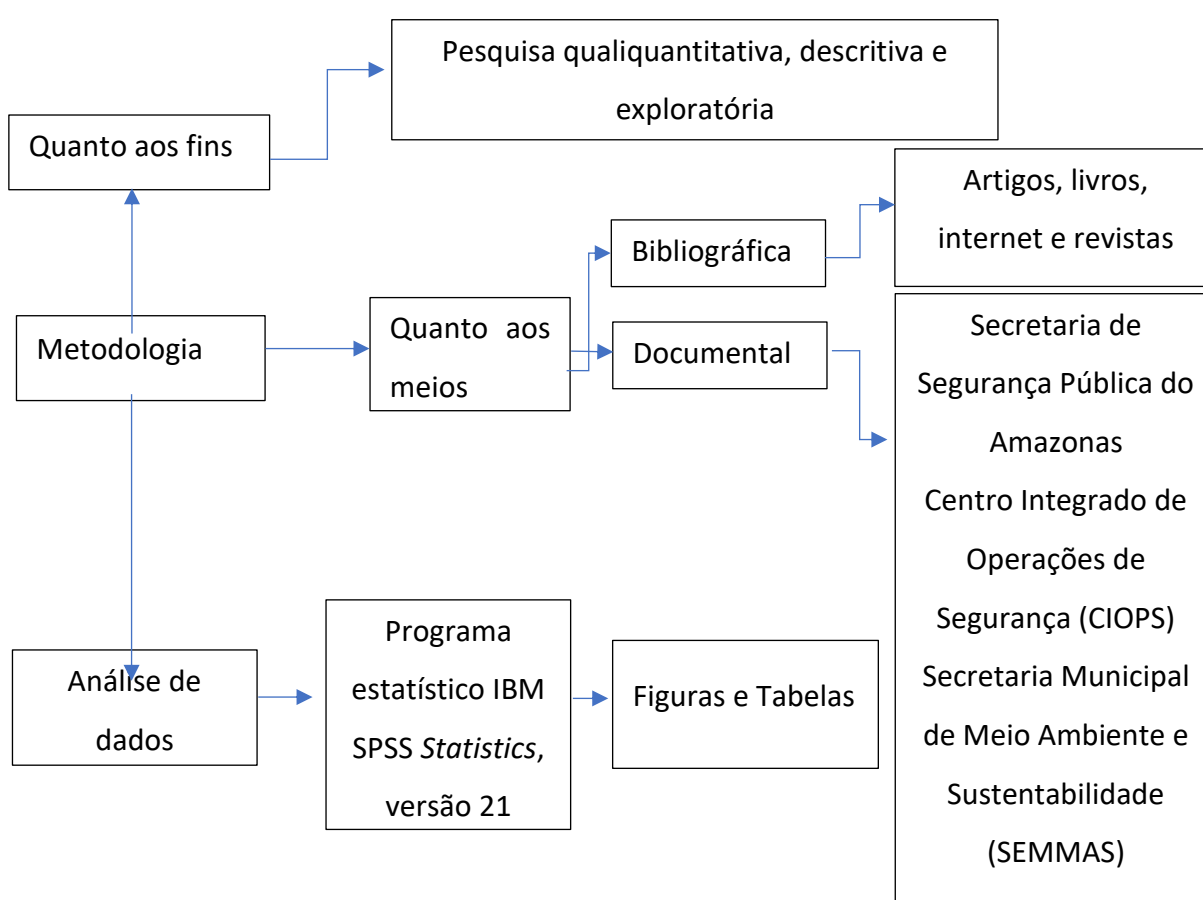 Pesquisa qualiquantitativa, descritiva e
exploratória
Quanto aos fins
Artigos, livros,
internet e revistas
Bibliográfica
Metodologia
Quanto aos
meios
Documental
Secretaria de
Segurança Pública do
Amazonas
Centro Integrado de
Operações de
Segurança (CIOPS)
Secretaria Municipal
de Meio Ambiente e
Sustentabilidade
(SEMMAS)
Análise de
dados
Programa
estatístico IBM
SPSS Statistics,
versão 21
Figuras e Tabelas